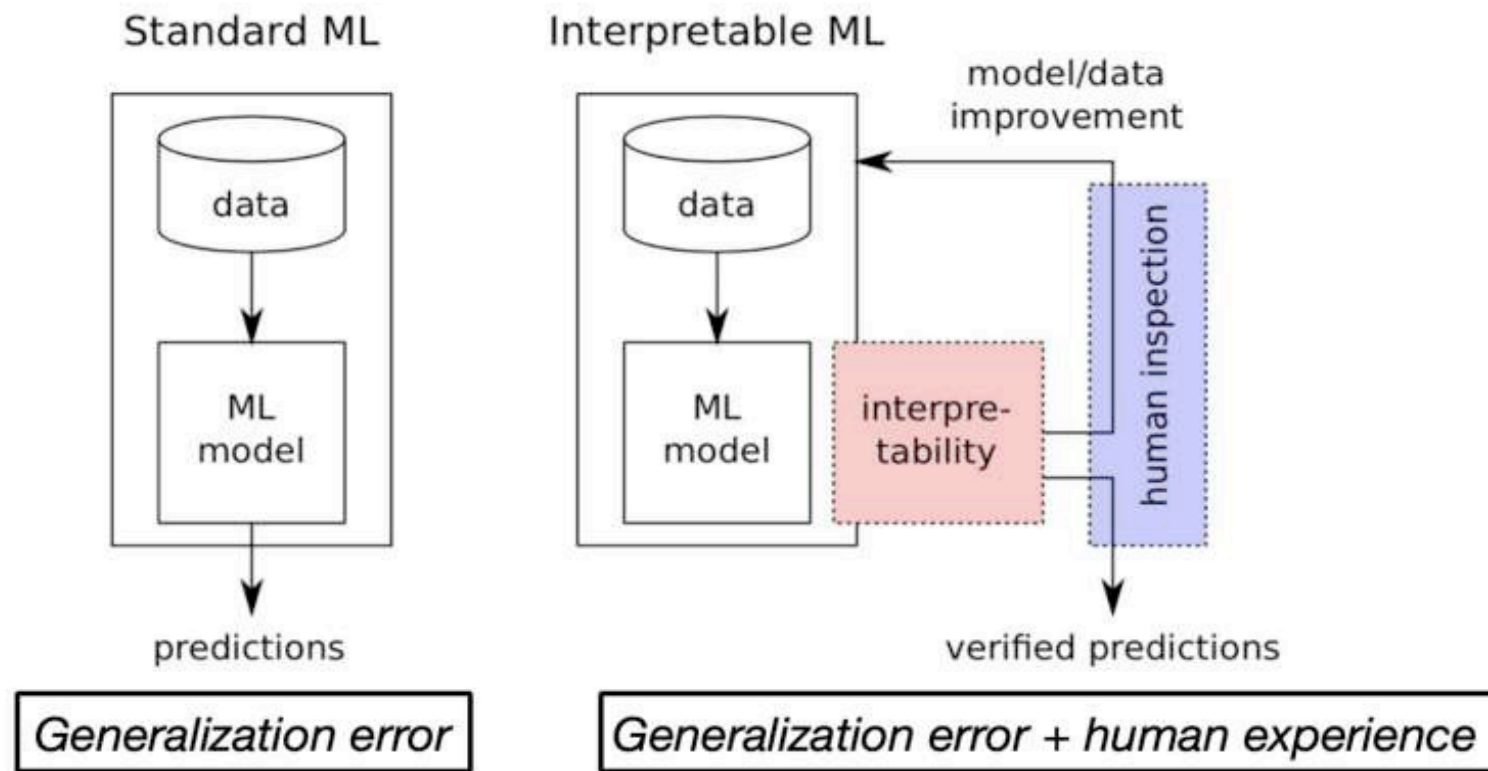 Standard ML
data
ML
model
predictions
Generalization error
Interpretable ML
data
ML
model
interpre-
tability
model/data
improvement
human inspection
verified predictions
Generalization error + human experience